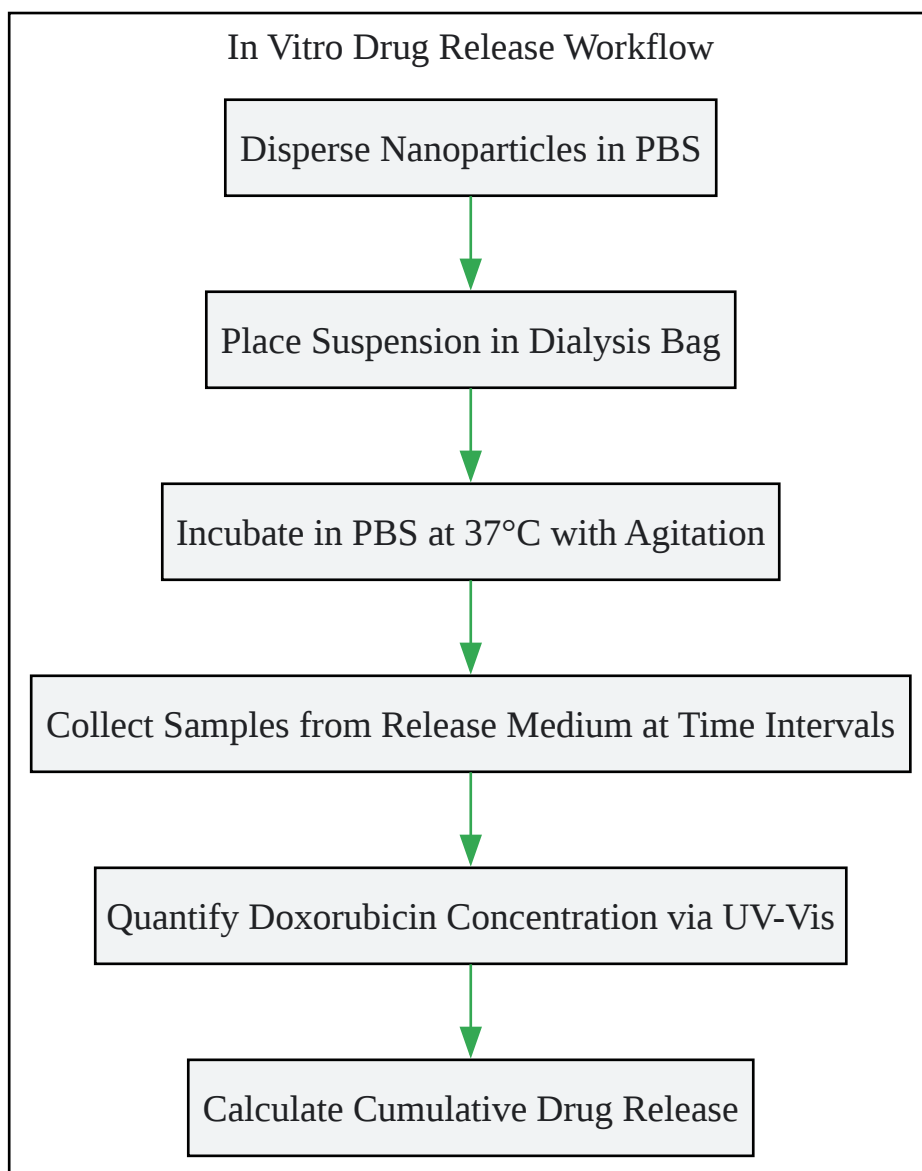 In Vitro Drug Release Workflow
Disperse Nanoparticles in PBS
Place Suspension in Dialysis Bag
Incubate in PBS at 37°C with Agitation
Collect Samples from Release Medium at Time Intervals
Quantify Doxorubicin Concentration via UV-Vis
Calculate Cumulative Drug Release